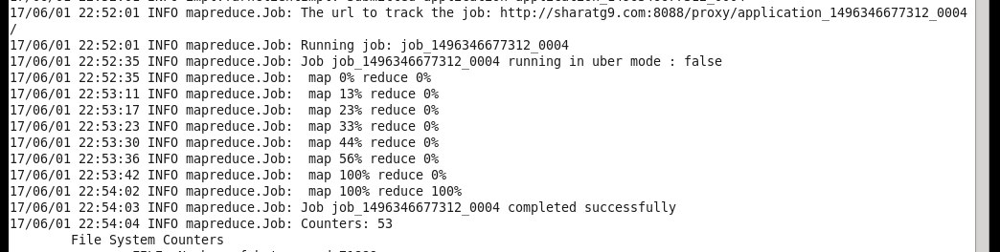 17/06/01 22:52:01 INFO mapreduce.Job: The url to track the job: http://sharatg9.com:8088/proxy/application_1496346677312_0004
/
17/06/01 22:52:01 INFO mapreduce.Job: Running job: job_1496346677312_0004
17/06/01 22:52:35 INFO mapreduce.Job: Job job_1496346677312_0004 running in uber mode : false
17/06/01 22:52:35 INFO mapreduce.Job:  map 0% reduce 0%
17/06/01 22:53:11 INFO mapreduce.Job:  map 13% reduce 0%
17/06/01 22:53:17 INFO mapreduce.Job:  map 23% reduce 0%
17/06/01 22:53:23 INFO mapreduce.Job:  map 33% reduce 0%
17/06/01 22:53:30 INFO mapreduce.Job:  map 44% reduce 0%
17/06/01 22:53:36 INFO mapreduce.Job:  map 56% reduce 0%
17/06/01 22:53:42 INFO mapreduce.Job:  map 100% reduce 0%
17/06/01 22:54:02 INFO mapreduce.Job:  map 100% reduce 100%
17/06/01 22:54:03 INFO mapreduce.Job: Job job_1496346677312_0004 completed successfully
17/06/01 22:54:04 INFO mapreduce.Job: Counters: 53
File System Counters